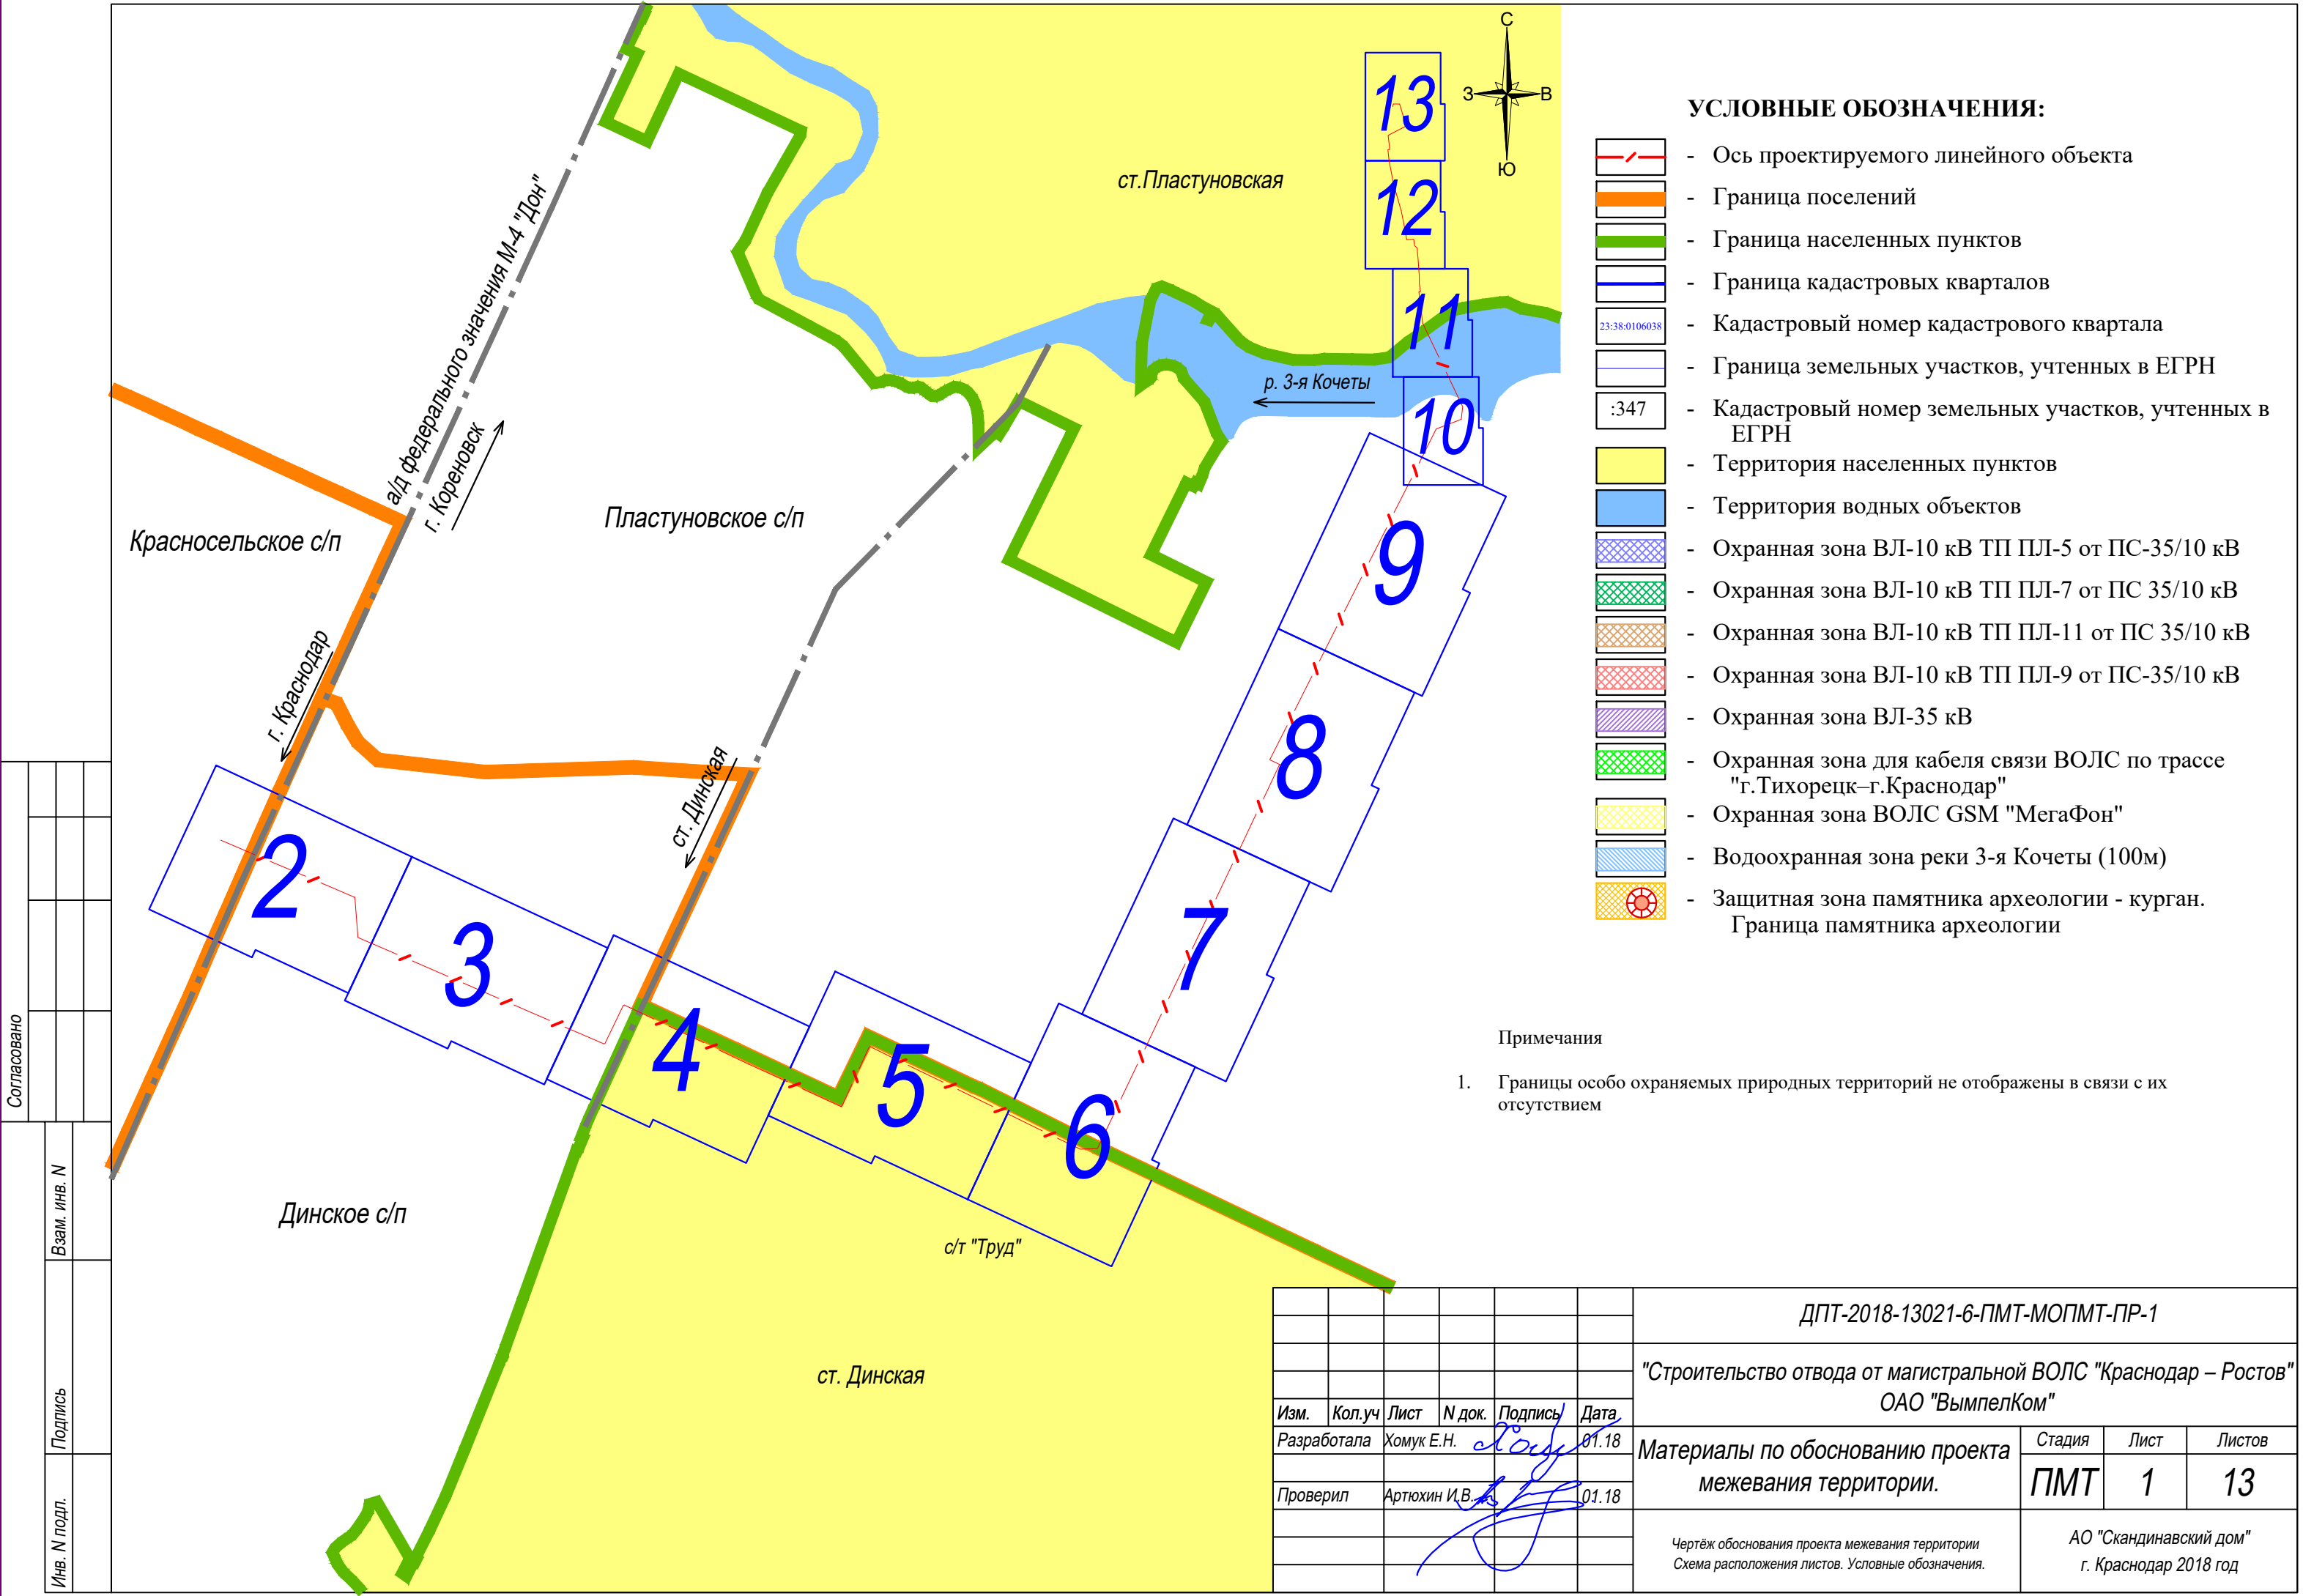 С
З
В
Ю
13
12
11
10
9
8
7
6
5
4
3
2
ст.Пластуновская
р. 3-я Кочеты
а/д федерального значения М-4 "Дон"
г. Кореновск
Пластуновское с/п
Красносельское с/п
г. Краснодар
ст. Динская
Динское с/п
с/т "Труд"
ст. Динская
УСЛОВНЫЕ ОБОЗНАЧЕНИЯ:
- Ось проектируемого линейного объекта
- Граница поселений
- Граница населенных пунктов
- Граница кадастровых кварталов
23:38:0106038 - Кадастровый номер кадастрового квартала
- Граница земельных участков, учтенных в ЕГРН
:347 - Кадастровый номер земельных участков, учтенных в
ЕГРН
- Территория населенных пунктов
- Территория водных объектов
- Охранная зона ВЛ-10 кВ ТП ПЛ-5 от ПС-35/10 кВ
- Охранная зона ВЛ-10 кВ ТП ПЛ-7 от ПС 35/10 кВ
- Охранная зона ВЛ-10 кВ ТП ПЛ-11 от ПС 35/10 кВ
- Охранная зона ВЛ-10 кВ ТП ПЛ-9 от ПС-35/10 кВ
- Охранная зона ВЛ-35 кВ
- Охранная зона для кабеля связи ВОЛС по трассе
"г.Тихорецк–г.Краснодар"
- Охранная зона ВОЛС GSM "МегаФон"
- Водоохранная зона реки 3-я Кочеты (100м)
- Защитная зона памятника археологии - курган.
Граница памятника археологии
Примечания
1. Границы особо охраняемых природных территорий не отображены в связи с их
отсутствием
Согласовано
Взам. инв. N
Подпись
Инв. N подл.
ДПТ-2018-13021-6-ПМТ-МОПМТ-ПР-1
"Строительство отвода от магистральной ВОЛС "Краснодар – Ростов"
ОАО "ВымпелКом"
Изм. Кол.уч Лист N док. Подпись Дата
Разработала Хомук Е.Н. 01.18
Проверил Артюхин И.В. 01.18
Материалы по обоснованию проекта
межевания территории.
Стадия Лист Листов
ПМТ 1 13
Чертёж обоснования проекта межевания территории
Схема расположения листов. Условные обозначения.
АО "Скандинавский дом"
г. Краснодар 2018 год